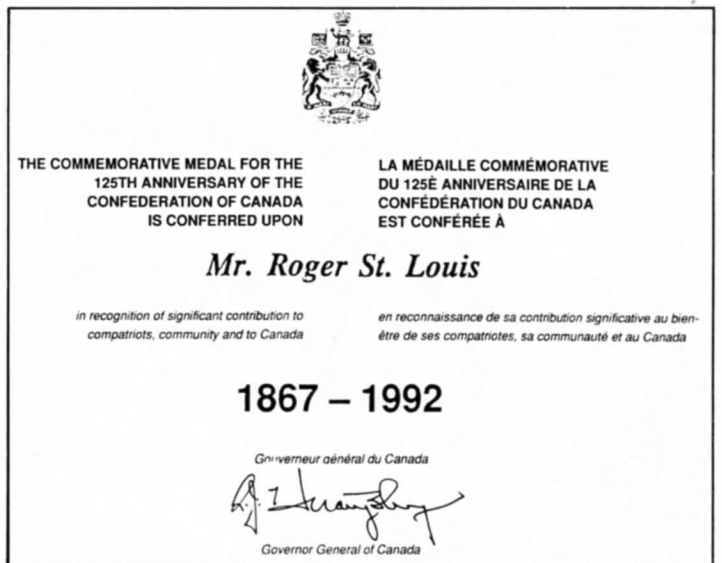 THE COMMEMORATIVE MEDAL FOR THE
125TH ANNIVERSARY OF THE
CONFEDERATION OF CANADA
IS CONFERRED UPON
LA MÉDAILLE COMMÉMORATIVE
DU 125È ANNIVERSAIRE DE LA
CONFÉDÉRATION DU CANADA
EST CONFÉRÉE À
Mr. Roger St. Louis
in recognition of significant contribution to
compatriots, community and to Canada
en reconnaissance de sa contribution significative au bien-
être de ses compatriotes, sa communauté et au Canada
1867 – 1992
Gouverneur général du Canada
Governor General of Canada